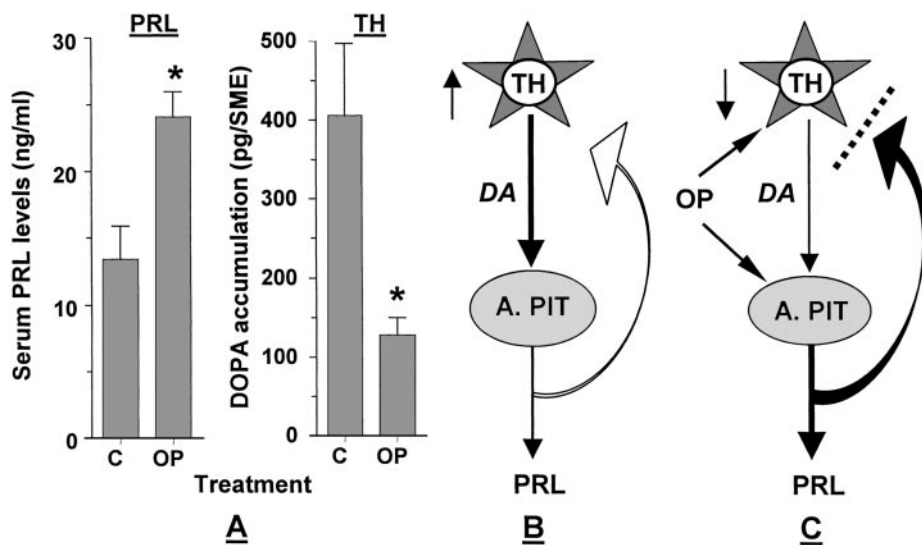 PRL
TH
Serum PRL levels (ng/ml)
30
20
10
0
*
C
OP
DOPA accumulation (pg/SME)
500
400
300
200
100
0
*
C
OP
Treatment
A
TH
DA
A. PIT
PRL
B
TH
OP
DA
A. PIT
PRL
C